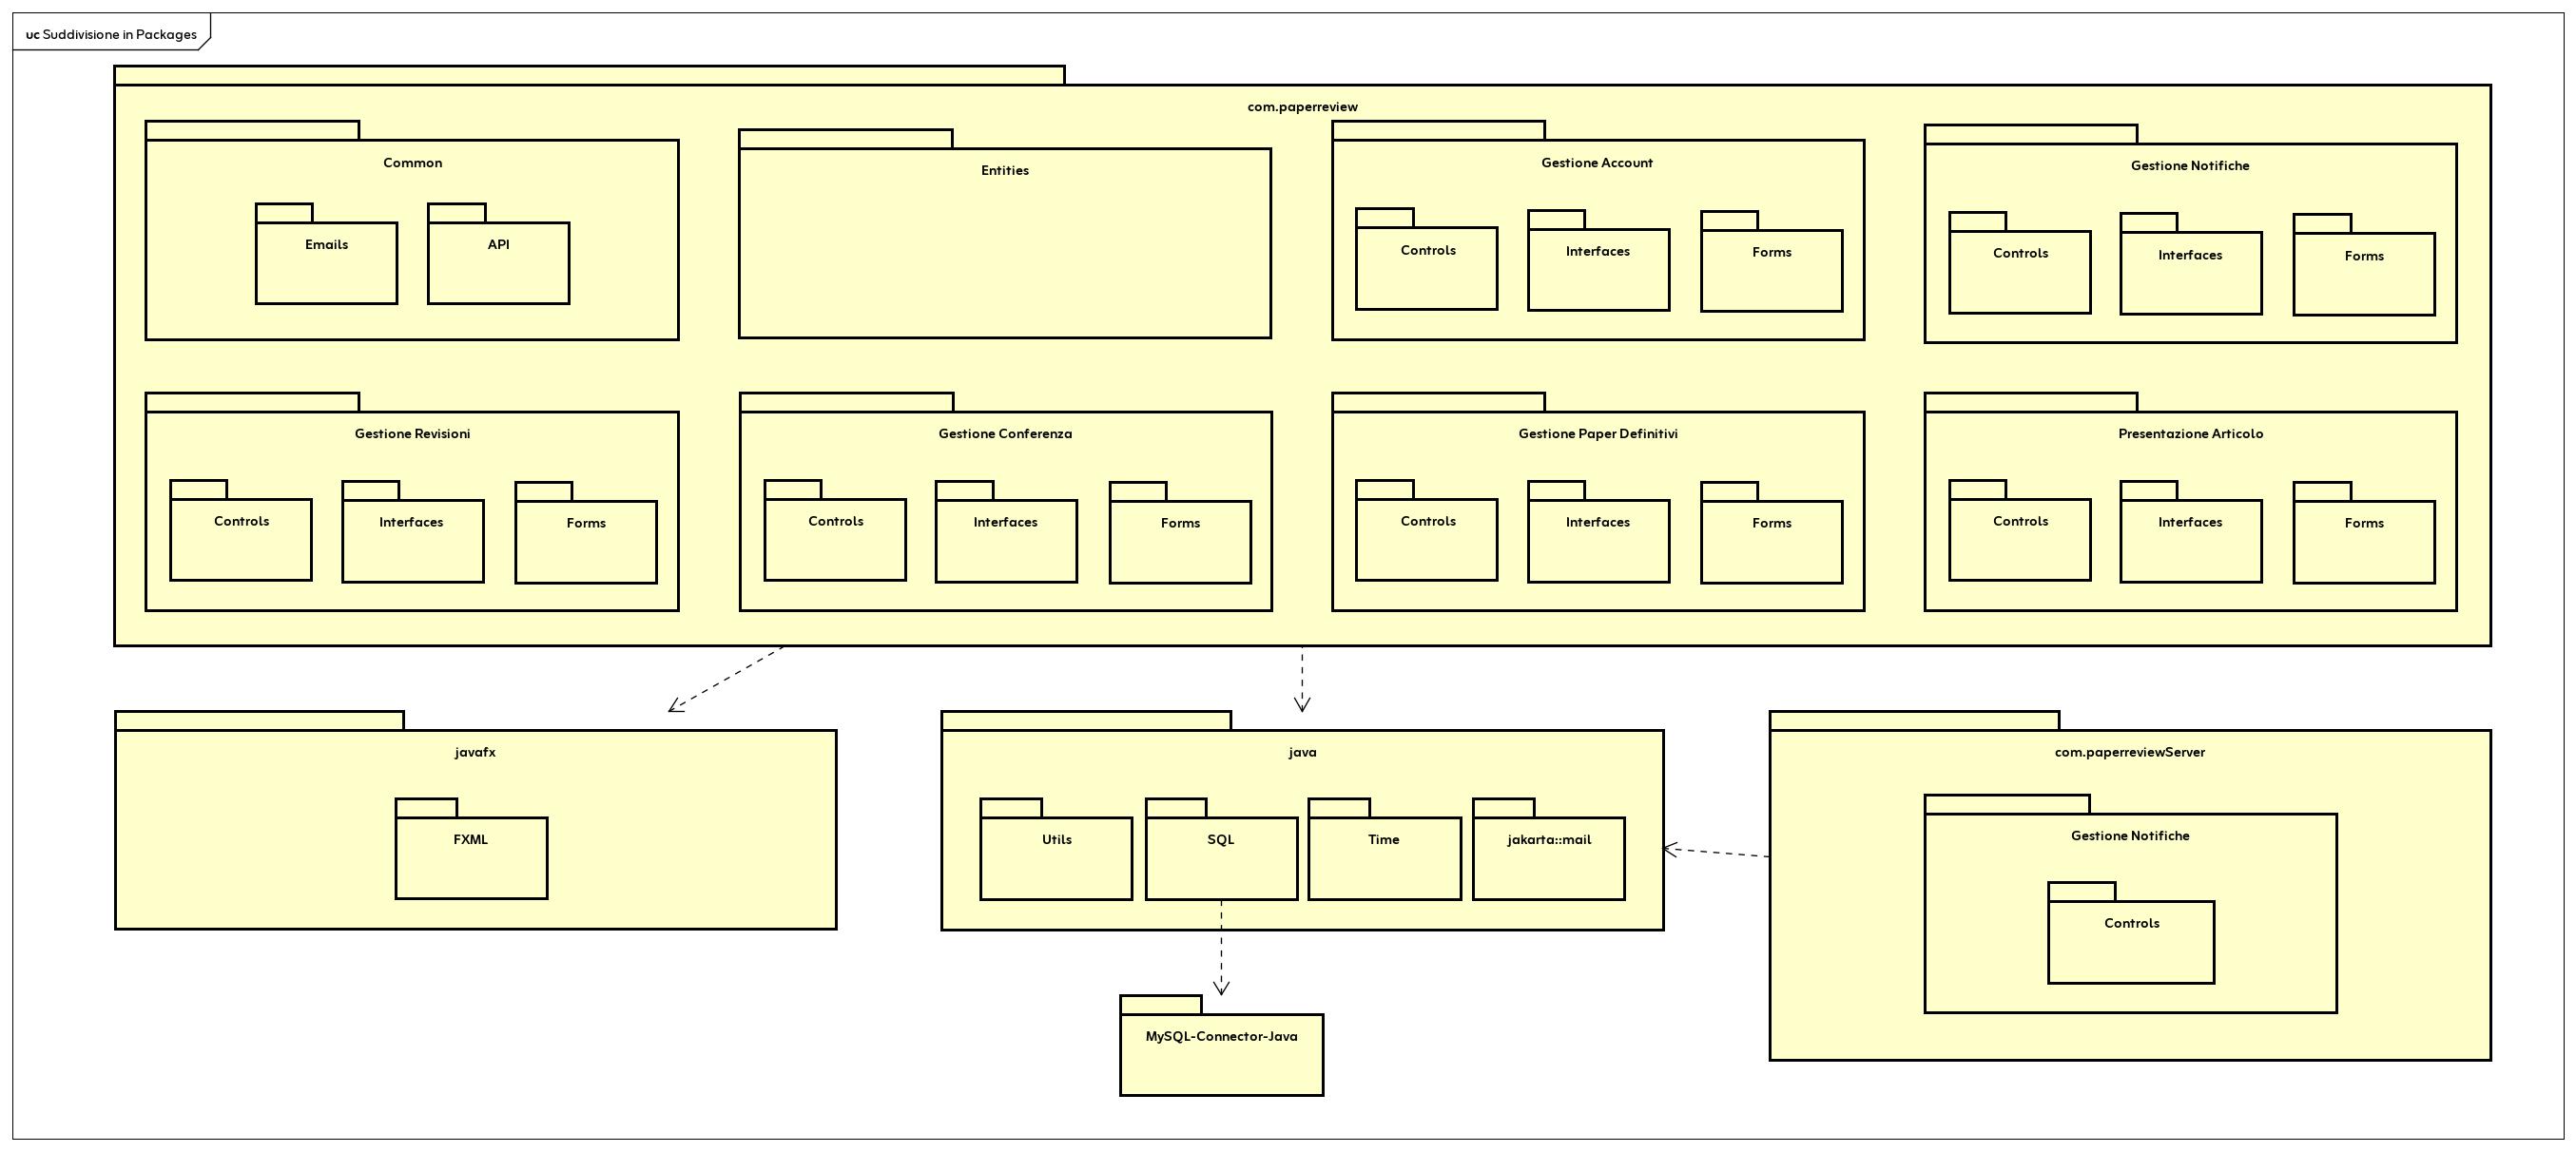 uc Suddivisione in Packages
com.paperreview
Common
Emails
API
Entities
Gestione Account
Controls
Interfaces
Forms
Gestione Notifiche
Controls
Interfaces
Forms
Gestione Revisioni
Controls
Interfaces
Forms
Gestione Conferenza
Controls
Interfaces
Forms
Gestione Paper Definitivi
Controls
Interfaces
Forms
Presentazione Articolo
Controls
Interfaces
Forms
javafx
FXML
java
Utils
SQL
Time
jakarta::mail
com.paperreviewServer
Gestione Notifiche
Controls
MySQL-Connector-Java